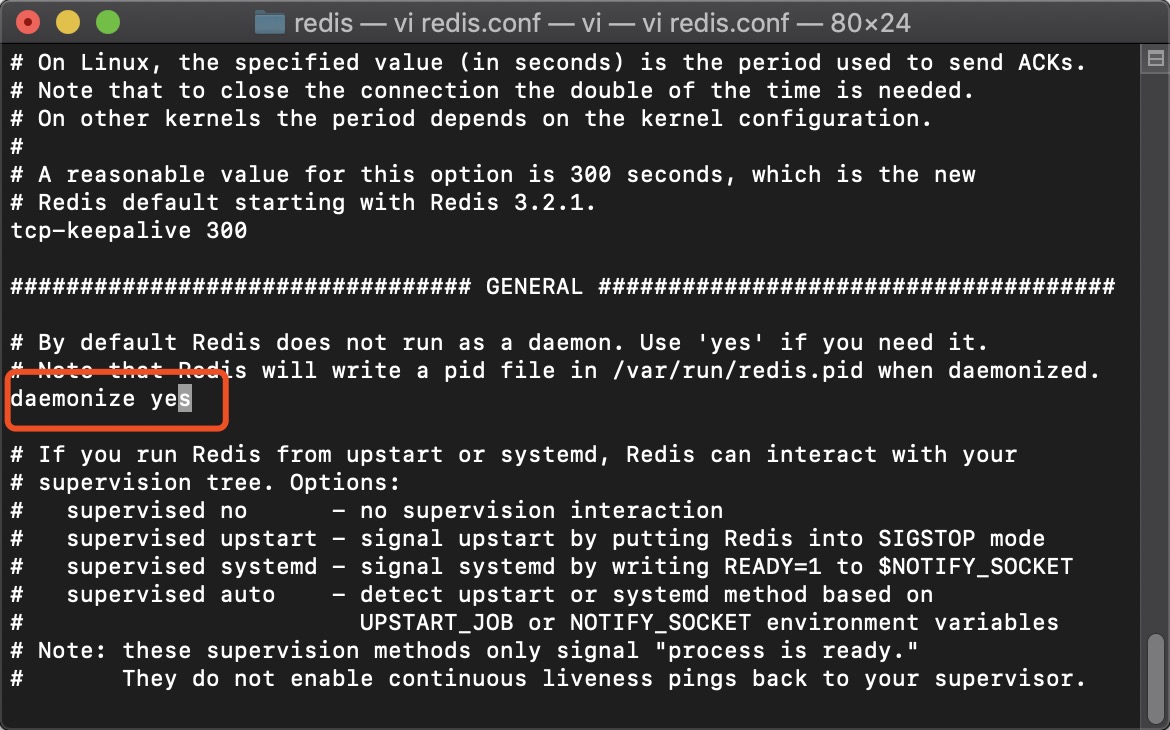 redis — vi redis.conf — vi — vi redis.conf — 80×24
# On Linux, the specified value (in seconds) is the period used to send ACKs.
# Note that to close the connection the double of the time is needed.
# On other kernels the period depends on the kernel configuration.
#
# A reasonable value for this option is 300 seconds, which is the new
# Redis default starting with Redis 3.2.1.
tcp-keepalive 300
################################# GENERAL #####################################
# By default Redis does not run as a daemon. Use 'yes' if you need it.
# Note that Redis will write a pid file in /var/run/redis.pid when daemonized.
daemonize yes
# If you run Redis from upstart or systemd, Redis can interact with your
# supervision tree. Options:
#   supervised no      - no supervision interaction
#   supervised upstart - signal upstart by putting Redis into SIGSTOP mode
#   supervised systemd - signal systemd by writing READY=1 to $NOTIFY_SOCKET
#   supervised auto    - detect upstart or systemd method based on
#                        UPSTART_JOB or NOTIFY_SOCKET environment variables
# Note: these supervision methods only signal "process is ready."
#       They do not enable continuous liveness pings back to your supervisor.